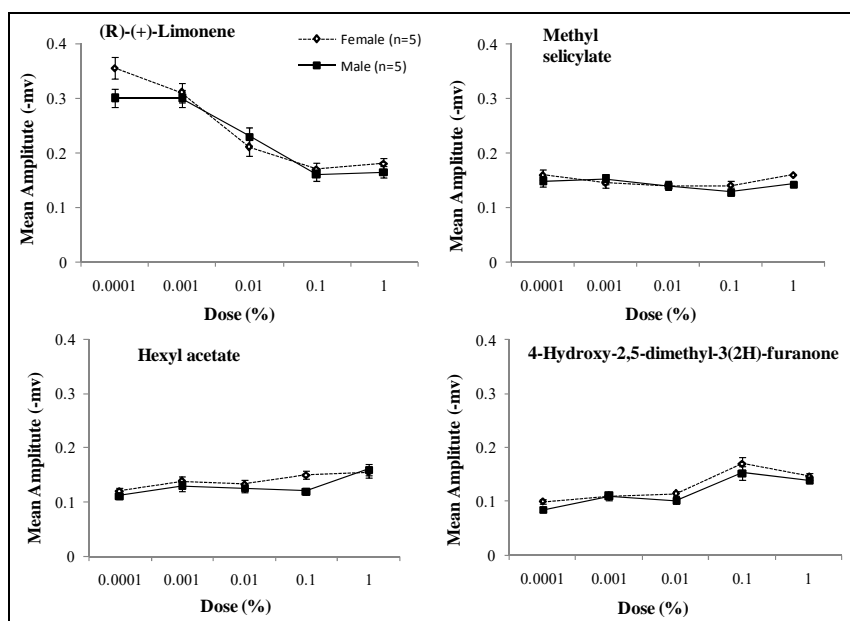 (R)-(+)-Limonene
Female (n=5)
Male (n=5)
Mean Amplitute (-mv)
0.4
0.3
0.2
0.1
0
0.0001 0.001 0.01 0.1 1
Dose (%)
Methyl
selicylate
Mean Amplitute (-mv)
0.4
0.3
0.2
0.1
0
0.0001 0.001 0.01 0.1 1
Dose (%)
Hexyl acetate
Mean Amplitute (-mv)
0.4
0.3
0.2
0.1
0
0.0001 0.001 0.01 0.1 1
Dose (%)
4-Hydroxy-2,5-dimethyl-3(2H)-furanone
Mean Amplitute (-mv)
0.4
0.3
0.2
0.1
0
0.0001 0.001 0.01 0.1 1
Dose (%)